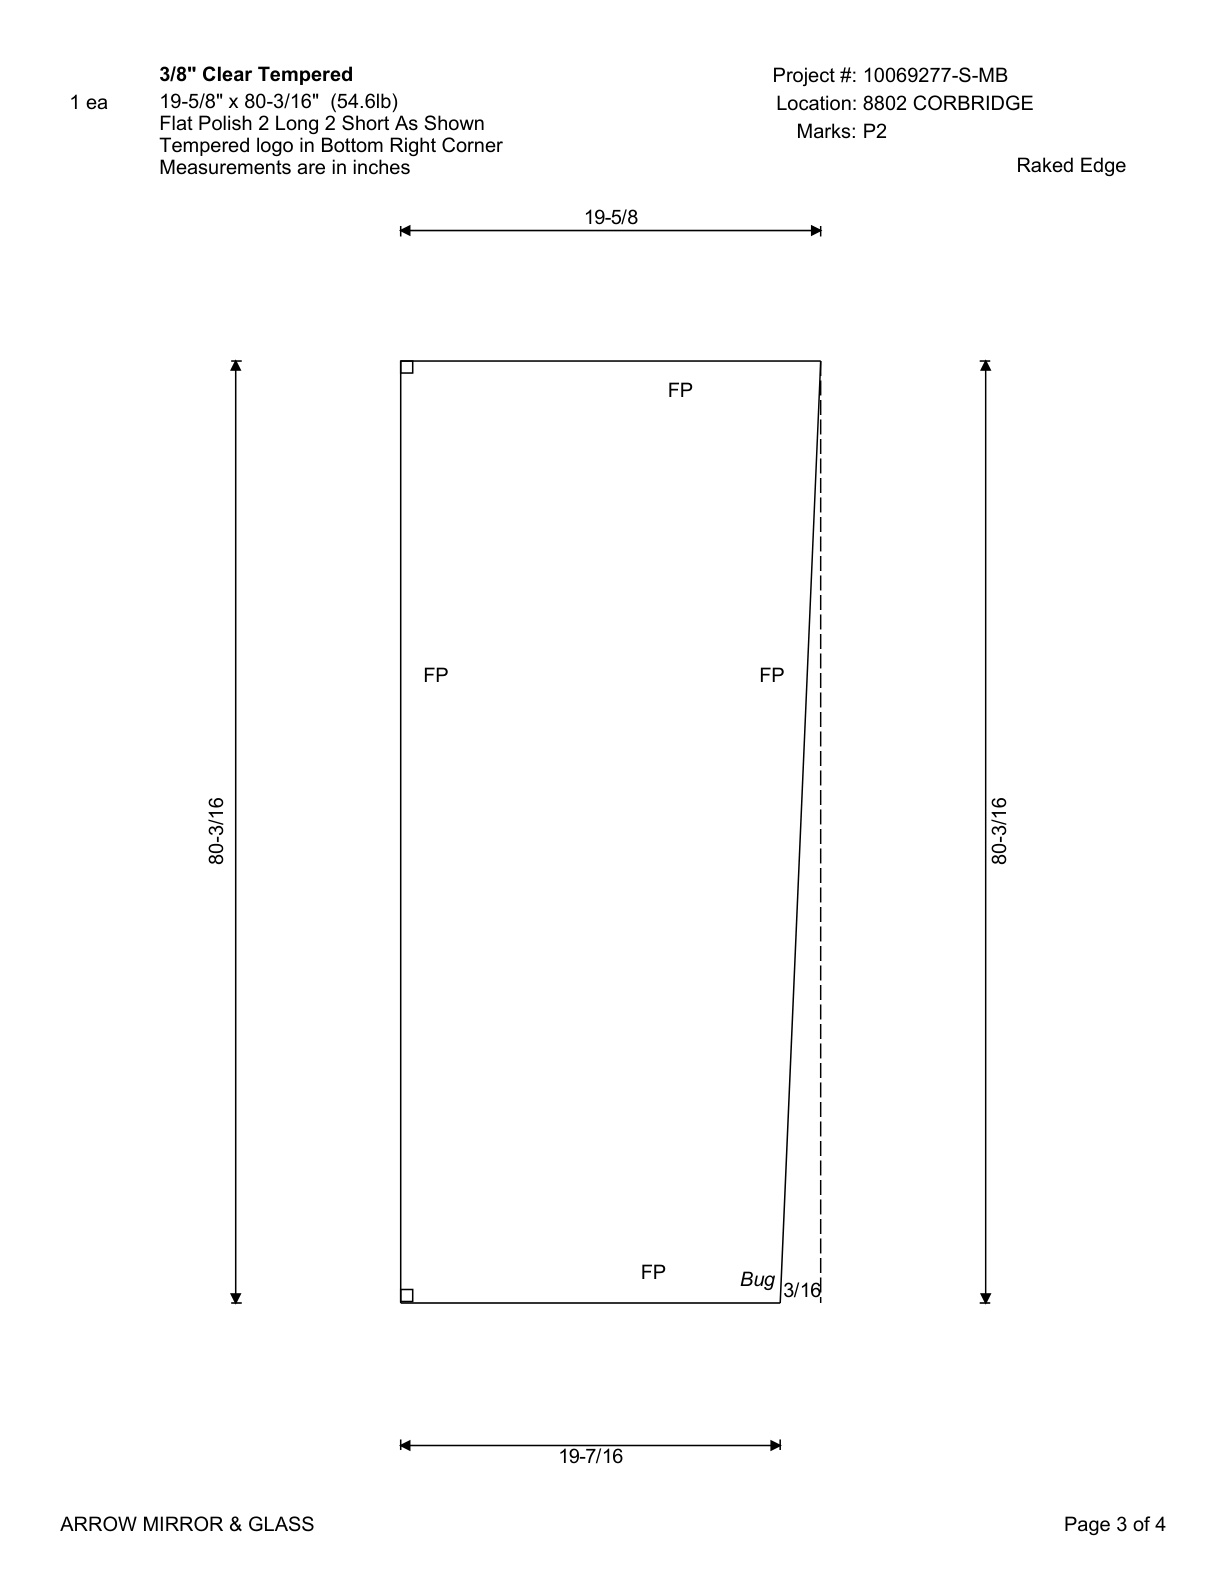 3/8" Clear Tempered
1 ea
19-5/8" x 80-3/16" (54.6lb)
Flat Polish 2 Long 2 Short As Shown
Tempered logo in Bottom Right Corner
Measurements are in inches
Project #: 10069277-S-MB
Location: 8802 CORBRIDGE
Marks: P2
Raked Edge
19-5/8
FP
FP
FP
80-3/16
80-3/16
FP
Bug
3/16
19-7/16
ARROW MIRROR & GLASS
Page 3 of 4